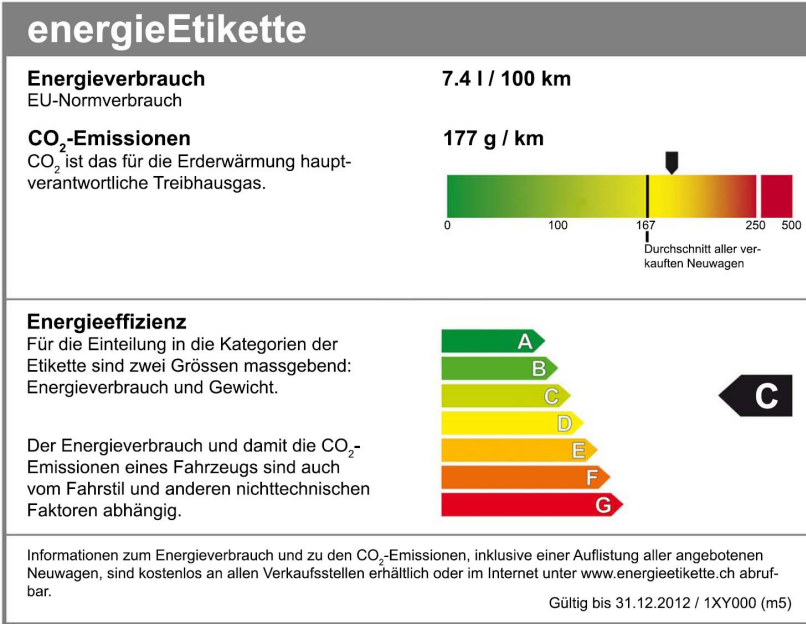 energieEtikette
Energieverbrauch
7.4 l / 100 km
EU-Normverbrauch
CO₂-Emissionen
177 g / km
CO₂ ist das für die Erderwärmung haupt-
verantwortliche Treibhausgas.
0 100 167 250 500
Durchschnitt aller ver-
kauften Neuwagen
Energieeffizienz
Für die Einteilung in die Kategorien der
Etikette sind zwei Grössen massgebend:
Energieverbrauch und Gewicht.
Der Energieverbrauch und damit die CO₂-
Emissionen eines Fahrzeugs sind auch
vom Fahrstil und anderen nichttechnischen
Faktoren abhängig.
A
B
C
D
E
F
G
C
Informationen zum Energieverbrauch und zu den CO₂-Emissionen, inklusive einer Auflistung aller angebotenen
Neuwagen, sind kostenlos an allen Verkaufsstellen erhältlich oder im Internet unter www.energieetikette.ch abruf-
bar.
Gültig bis 31.12.2012 / 1XY000 (m5)